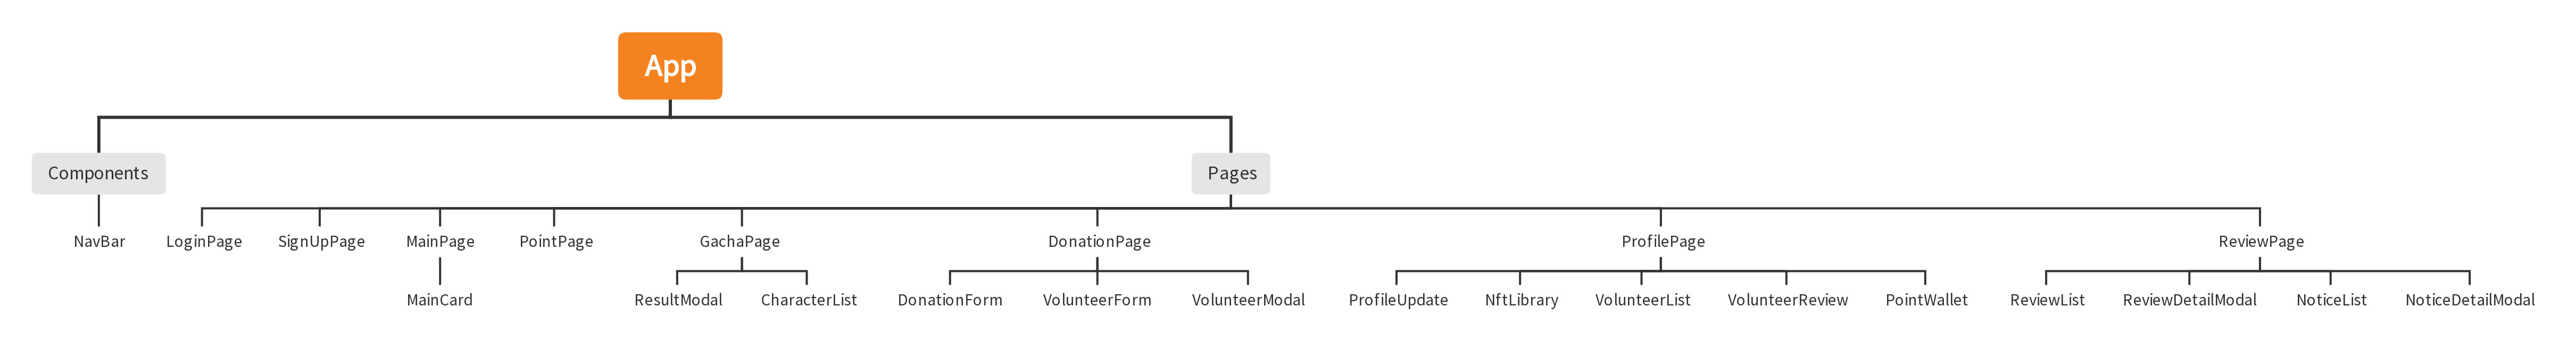 App
Components
Pages
NavBar
LoginPage
SignUpPage
MainPage
PointPage
GachaPage
DonationPage
ProfilePage
ReviewPage
MainCard
ResultModal
CharacterList
DonationForm
VolunteerForm
VolunteerModal
ProfileUpdate
NftLibrary
VolunteerList
VolunteerReview
PointWallet
ReviewList
ReviewDetailModal
NoticeList
NoticeDetailModal